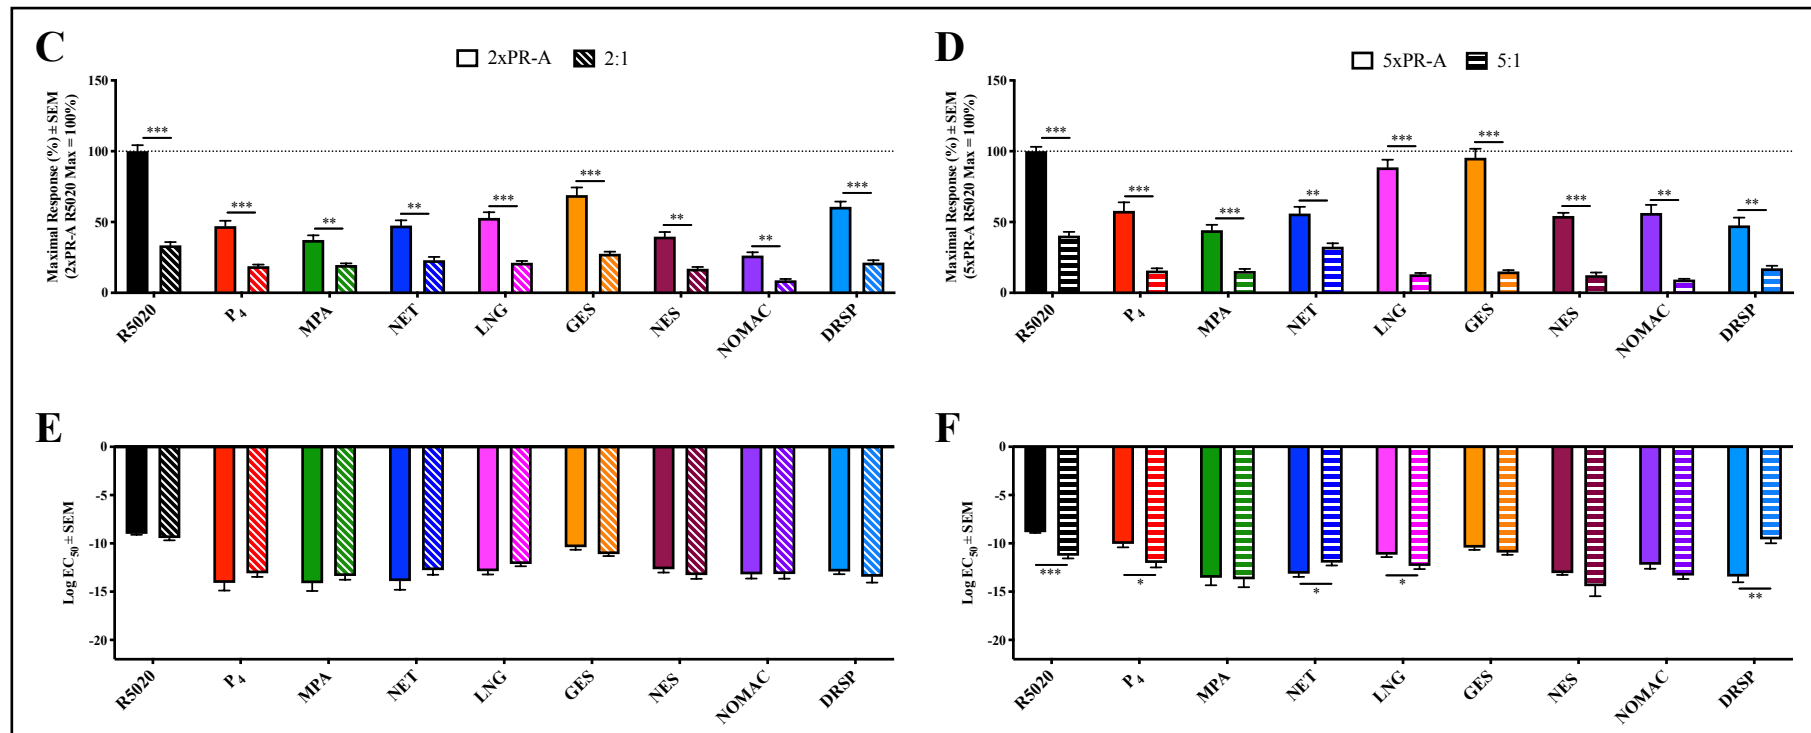 C
2xPR-A 2:1
Maximal Response (%) ± SEM
(2xPR-A R5020 Max = 100%)
150
100
50
0
*** *** ** ** *** *** ** ** ***
R5020 P4 MPA NET LNG GES NES NOMAC DRSP
D
5xPR-A 5:1
Maximal Response (%) ± SEM
(5xPR-A R5020 Max = 100%)
150
100
50
0
*** *** *** ** *** *** *** ** **
R5020 P4 MPA NET LNG GES NES NOMAC DRSP
E
Log EC50 ± SEM
0
-5
-10
-15
-20
R5020 P4 MPA NET LNG GES NES NOMAC DRSP
F
Log EC50 ± SEM
0
-5
-10
-15
-20
*** * * * **
R5020 P4 MPA NET LNG GES NES NOMAC DRSP